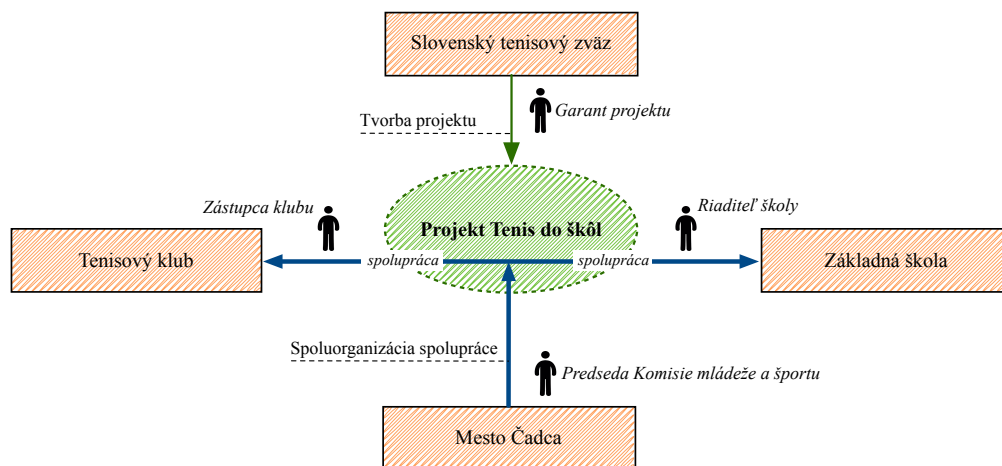 Slovenský tenisový zväz
Garant projektu
Tvorba projektu
Zástupca klubu
Riaditeľ školy
Projekt Tenis do škôl
Tenisový klub
spolupráca
spolupráca
Základná škola
Spoluorganizácia spolupráce
Predseda Komisie mládeže a športu
Mesto Čadca